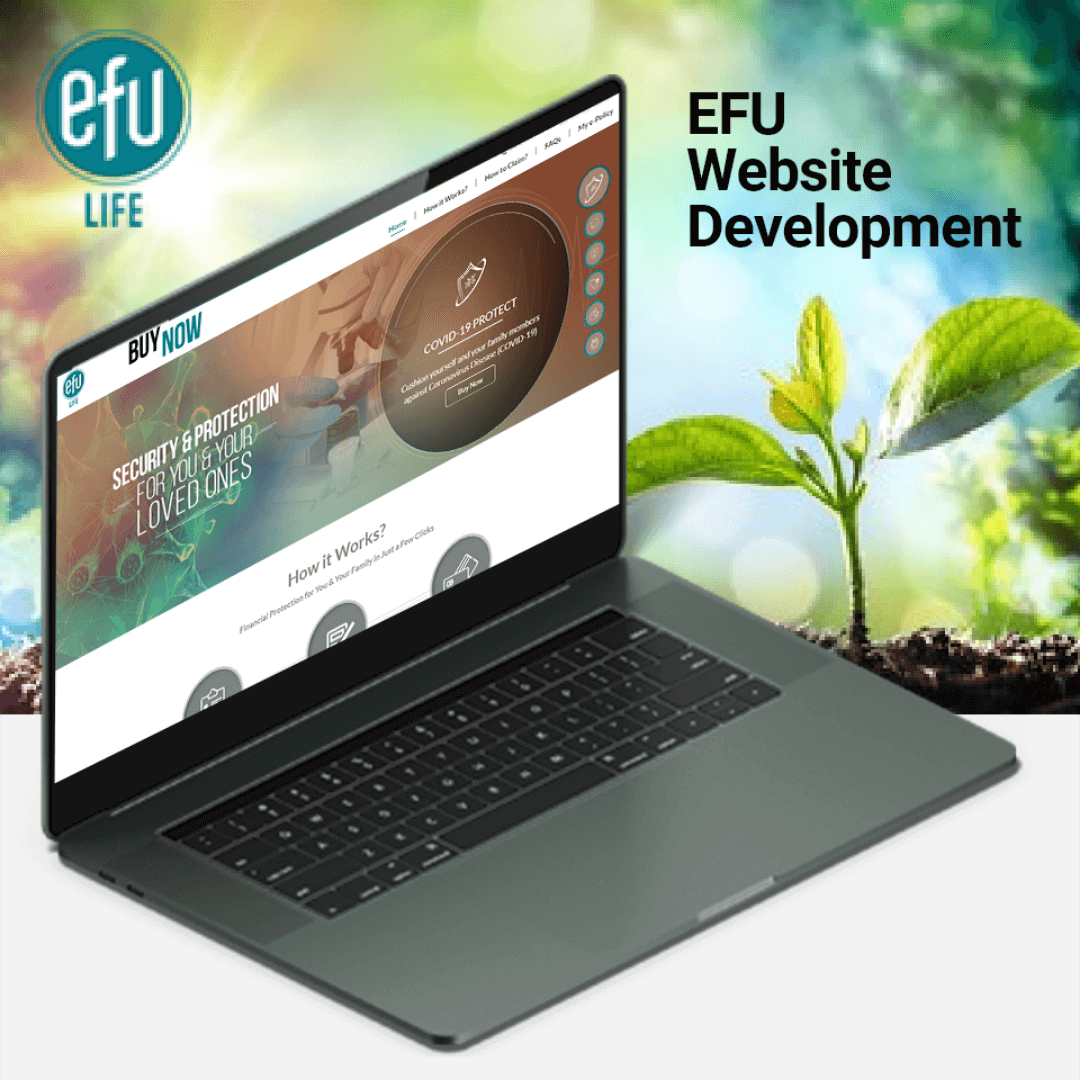 efu
LIFE
EFU
Website
Development
Home | How it Works? | How to Claim? | FAQs | My e-Policy
efu
LIFE
BUY NOW
SECURITY & PROTECTION
FOR YOU & YOUR
LOVED ONES
COVID-19 PROTECT
Cushion yourself and your family members
against Coronavirus Disease (COVID-19)
Buy Now
How it Works?
Financial Protection for You & Your Family in Just a Few Clicks